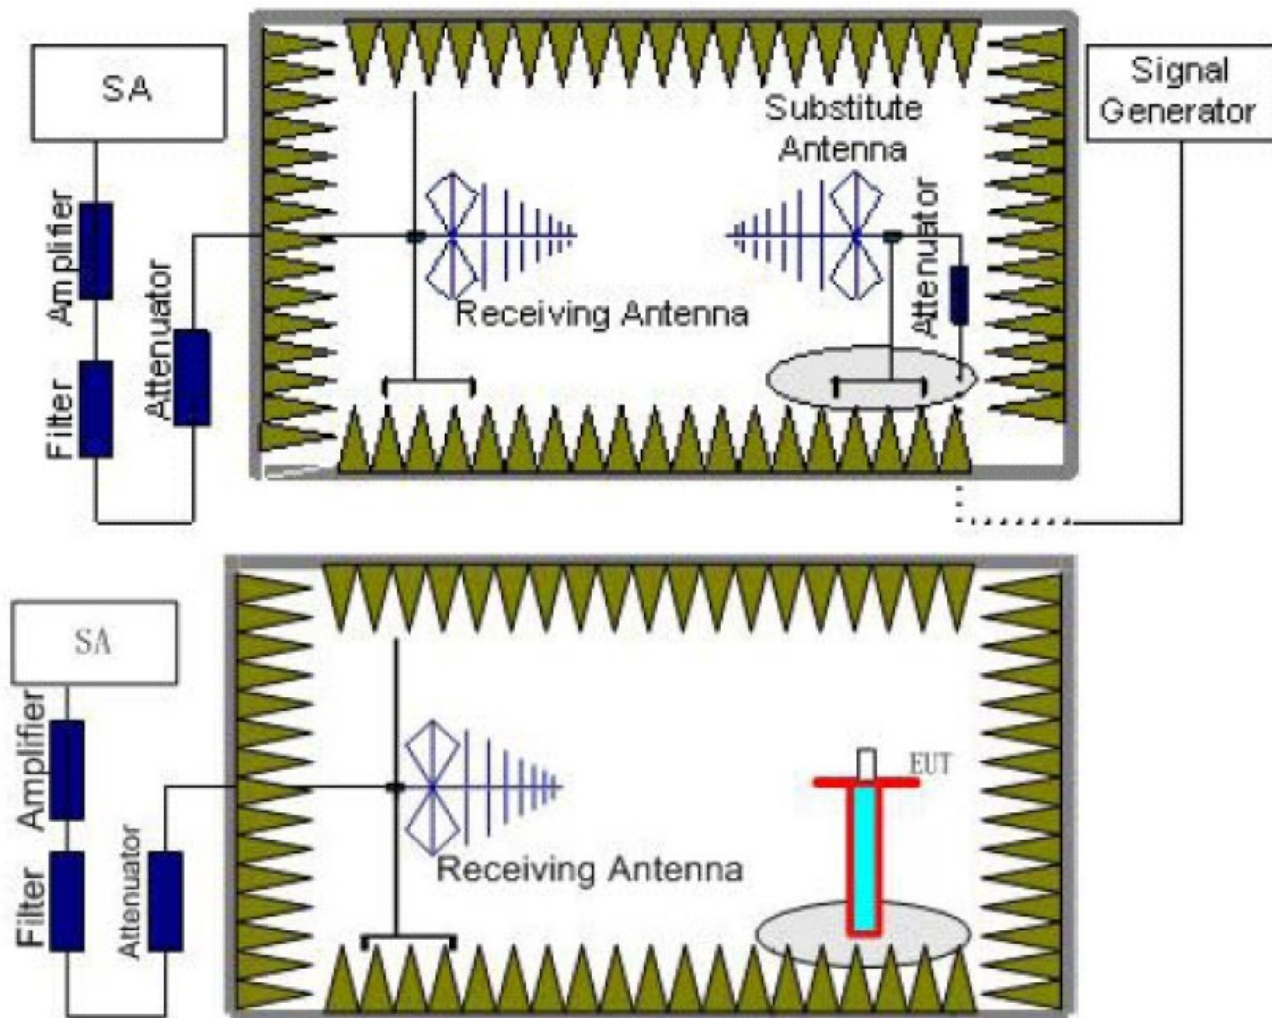 SA
Signal
Generator
Substitute
Antenna
Amplifier
Attenuator
Attenuator
Receiving Antenna
Filter
SA
Amplifier
EUT
Receiving Antenna
Filter
Attenuator